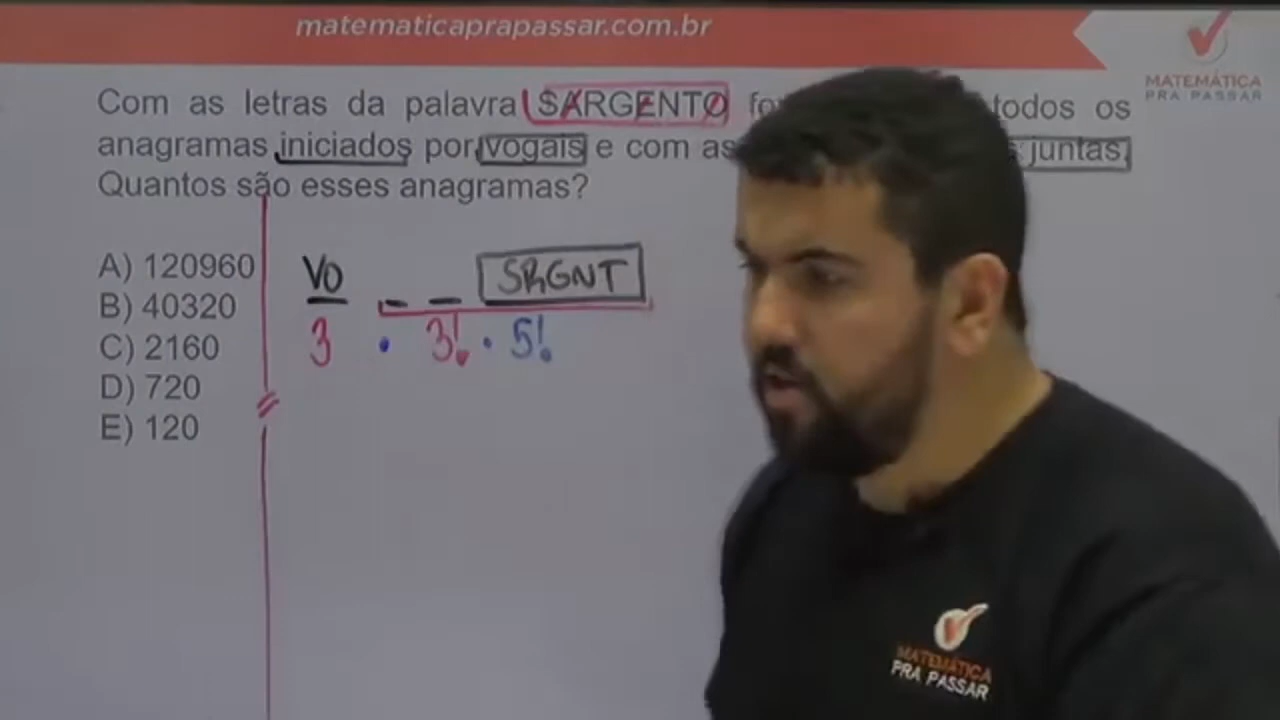 matematicaprapassar.com.br
MATEMÁTICA
PRA PASSAR
Com as letras da palavra SARGENTO todos os
anagramas iniciados por vogais e com as juntas.
Quantos são esses anagramas?
A) 120960
B) 40320
C) 2160
D) 720
E) 120
VO
SRGNT
3 . 3! . 5!
MATEMÁTICA
PRA PASSAR